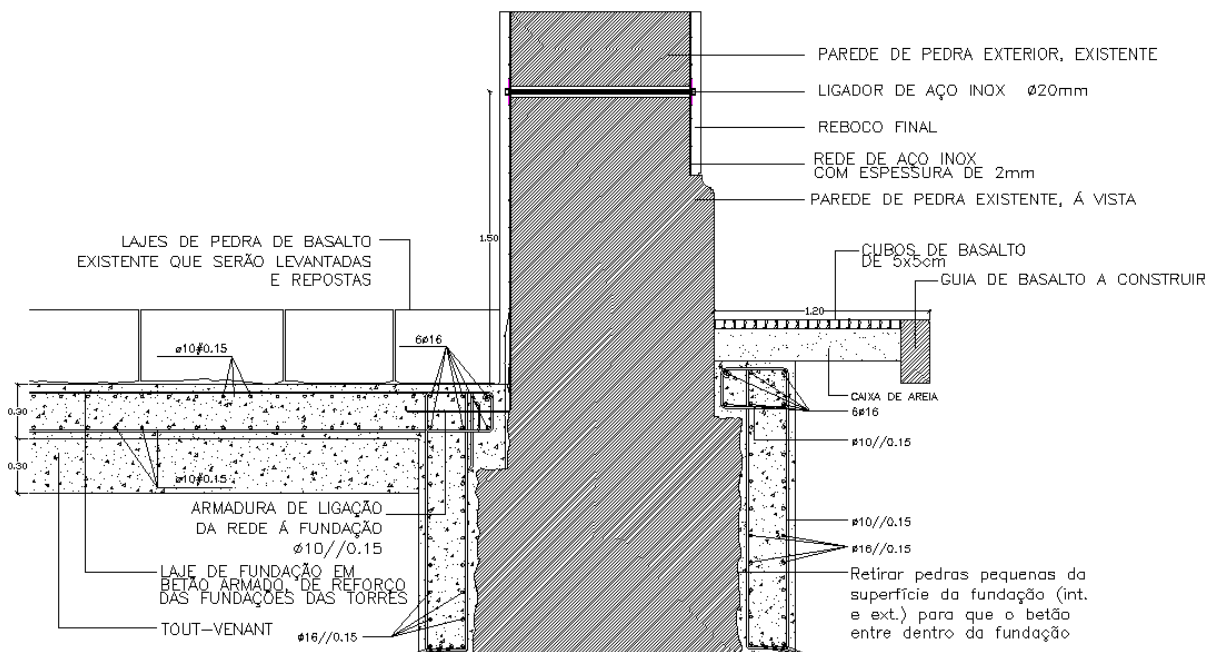 PAREDE DE PEDRA EXTERIOR, EXISTENTE
LIGADOR DE AÇO INOX Ø20mm
REBOCO FINAL
REDE DE AÇO INOX
COM ESPESSURA DE 2mm
PAREDE DE PEDRA EXISTENTE, Á VISTA
1.50
LAJES DE PEDRA DE BASALTO
EXISTENTE QUE SERÃO LEVANTADAS
E REPOSTAS
CUBOS DE BASALTO
DE 5x5cm
GUIA DE BASALTO A CONSTRUIR
1.20
ø10#0.15
6ø16
CAIXA DE AREIA
6ø16
0.30
ø10//0.15
0.30
ø10#0.15
ARMADURA DE LIGAÇÃO
DA REDE Á FUNDAÇÃO
ø10//0.15
ø10//0.15
ø16//0.15
LAJE DE FUNDAÇÃO EM
BETÃO ARMADO, DE REFORÇO
DAS FUNDAÇÕES DAS TORRES
TOUT-VENANT
ø16//0.15
Retirar pedras pequenas da
superfície da fundação (int.
e ext.) para que o betão
entre dentro da fundação